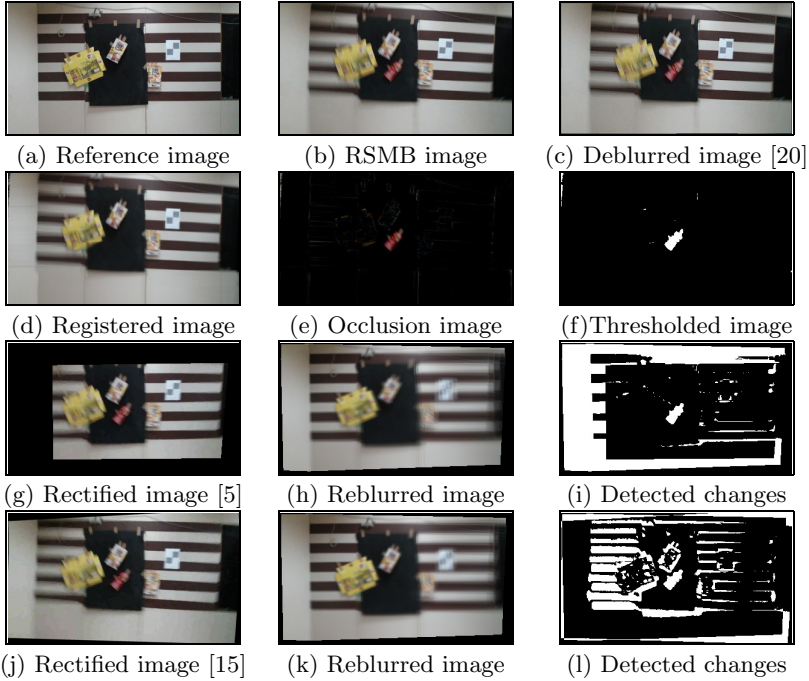 (a) Reference image
(b) RSMB image
(c) Deblurred image [20]
(d) Registered image
(e) Occlusion image
(f)Thresholded image
(g) Rectified image [5]
(h) Reblurred image
(i) Detected changes
(j) Rectified image [15]
(k) Reblurred image
(l) Detected changes